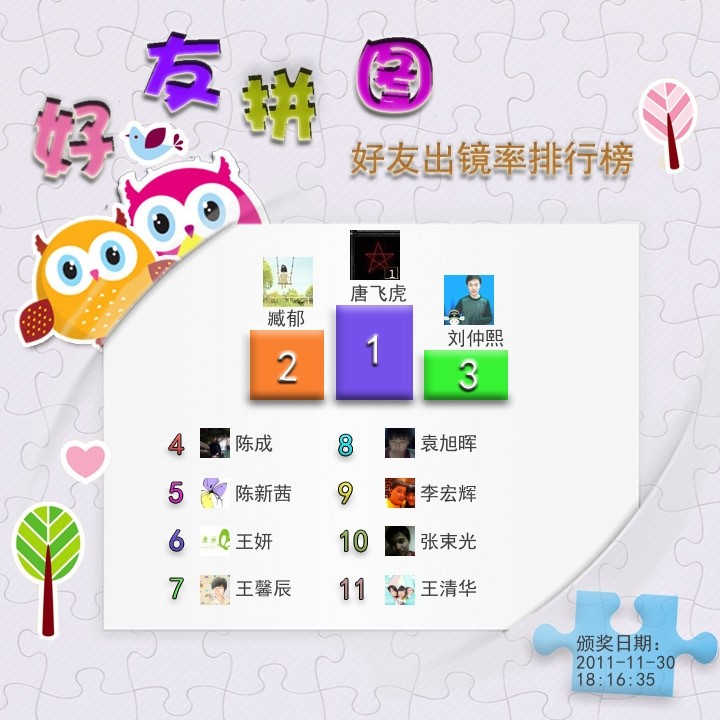 好友拼图
好友出镜率排行榜
1
唐飞虎
臧郁
刘仲熙
2
1
3
4 陈成
8 袁旭晖
5 陈新茜
9 李宏辉
6 王妍
10 张束光
7 王馨辰
11 王清华
颁奖日期：
2011-11-30
18:16:35